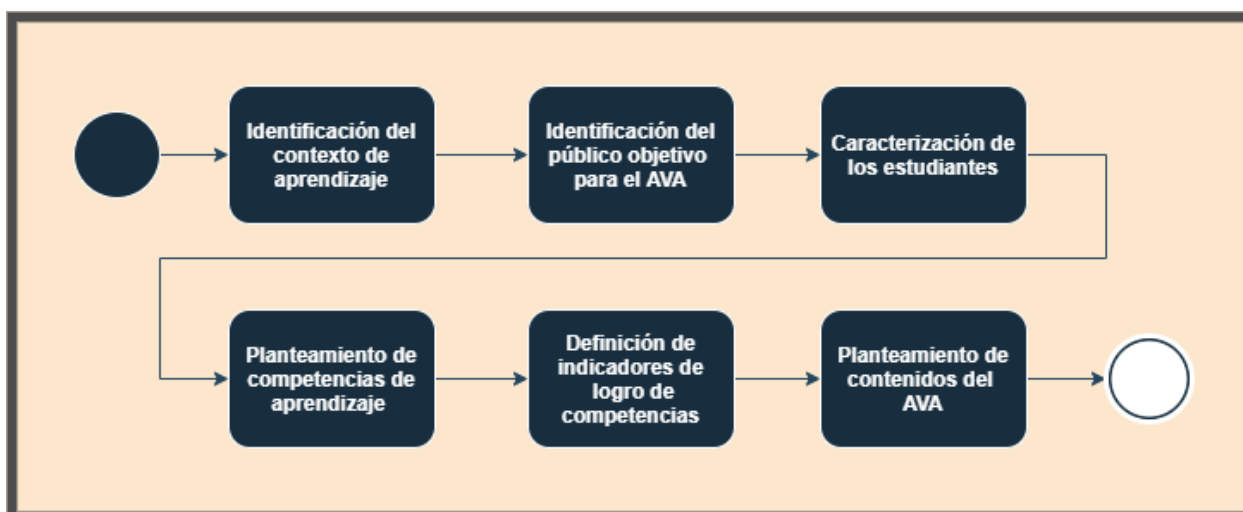 Identificación del
contexto de
aprendizaje
Identificación del
público objetivo
para el AVA
Caracterización de
los estudiantes
Planteamiento de
competencias de
aprendizaje
Definición de
indicadores de
logro de
competencias
Planteamiento de
contenidos del
AVA